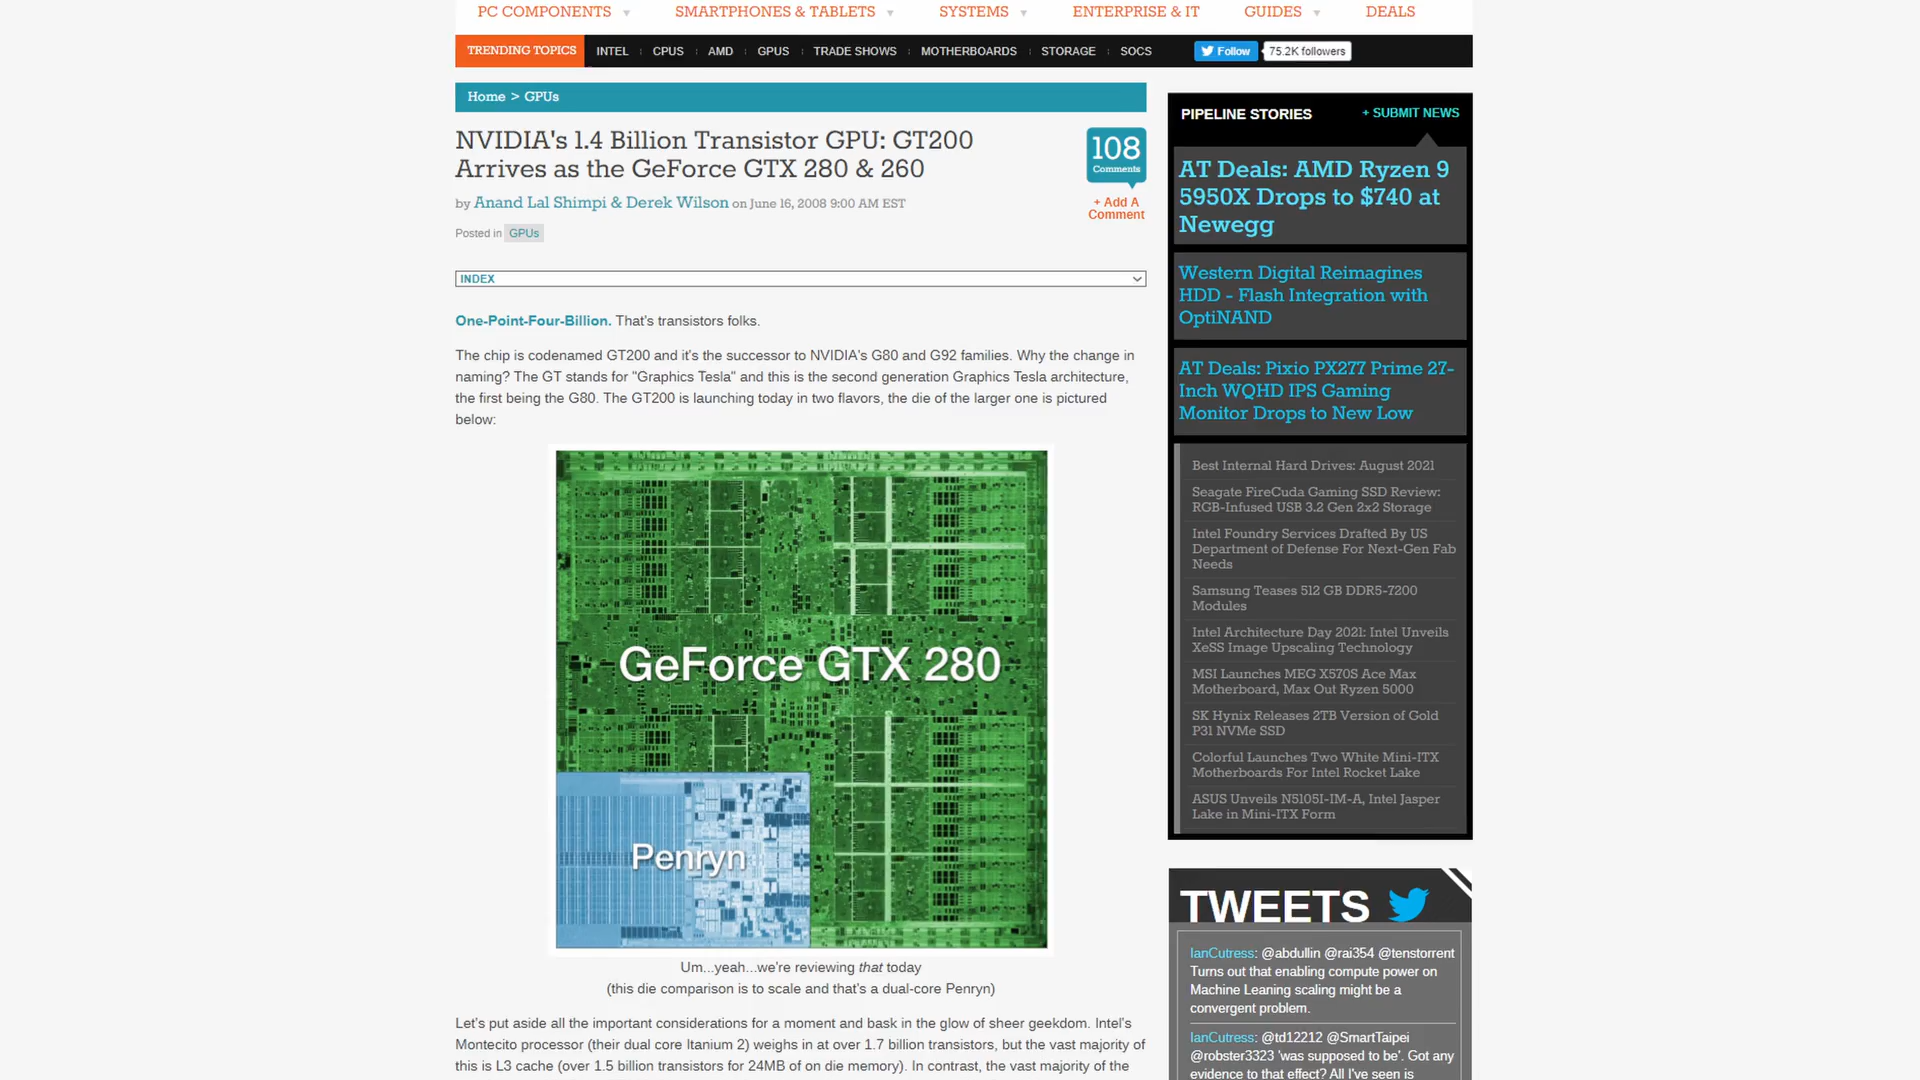 PC COMPONENTS SMARTPHONES & TABLETS SYSTEMS ENTERPRISE & IT GUIDES DEALS
TRENDING TOPICS INTEL CPUS AMD GPUS TRADE SHOWS MOTHERBOARDS STORAGE SOCS Follow 75.2K followers
Home > GPUs
NVIDIA's 1.4 Billion Transistor GPU: GT200
Arrives as the GeForce GTX 280 & 260
by Anand Lal Shimpi & Derek Wilson on June 16, 2008 9:00 AM EST
Posted in GPUs
108
Comments
+ Add A
Comment
INDEX
One-Point-Four-Billion. That's transistors folks.
The chip is codenamed GT200 and it's the successor to NVIDIA's G80 and G92 families. Why the change in
naming? The GT stands for "Graphics Tesla" and this is the second generation Graphics Tesla architecture,
the first being the G80. The GT200 is launching today in two flavors, the die of the larger one is pictured
below:
GeForce GTX 280
Penryn
Um...yeah...we're reviewing that today
(this die comparison is to scale and that's a dual-core Penryn)
Let's put aside all the important considerations for a moment and bask in the glow of sheer geekdom. Intel's
Montecito processor (their dual core Itanium 2) weighs in at over 1.7 billion transistors, but the vast majority of
this is L3 cache (over 1.5 billion transistors for 24MB of on die memory). In contrast, the vast majority of the
PIPELINE STORIES + SUBMIT NEWS
AT Deals: AMD Ryzen 9
5950X Drops to $740 at
Newegg
Western Digital Reimagines
HDD - Flash Integration with
OptiNAND
AT Deals: Pixio PX277 Prime 27-
Inch WQHD IPS Gaming
Monitor Drops to New Low
Best Internal Hard Drives: August 2021
Seagate FireCuda Gaming SSD Review:
RGB-Infused USB 3.2 Gen 2x2 Storage
Intel Foundry Services Drafted By US
Department of Defense For Next-Gen Fab
Needs
Samsung Teases 512 GB DDR5-7200
Modules
Intel Architecture Day 2021: Intel Unveils
XeSS Image Upscaling Technology
MSI Launches MEG X570S Ace Max
Motherboard, Max Out Ryzen 5000
SK Hynix Releases 2TB Version of Gold
P31 NVMe SSD
Colorful Launches Two White Mini-ITX
Motherboards For Intel Rocket Lake
ASUS Unveils N5105I-IM-A, Intel Jasper
Lake in Mini-ITX Form
TWEETS
IanCutress: @abdullin @rai354 @tenstorrent
Turns out that enabling compute power on
Machine Leaning scaling might be a
convergent problem.
IanCutress: @td12212 @SmartTaipei
@robster3323 'was supposed to be'. Got any
evidence to that effect? All I've seen is